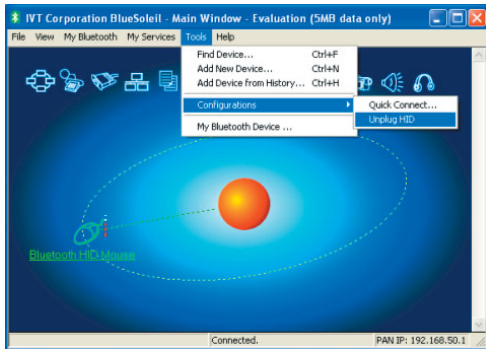 IVT Corporation BlueSoleil - Main Window - Evaluation (5MB data only)
File View My Bluetooth My Services Tools Help
Find Device... Ctrl+F
Add New Device... Ctrl+N
Add Device from History... Ctrl+H
Configurations
Quick Connect...
Unplug HID
My Bluetooth Device ...
Bluetooth HID Mouse
Connected. PAN IP: 192.168.50.1